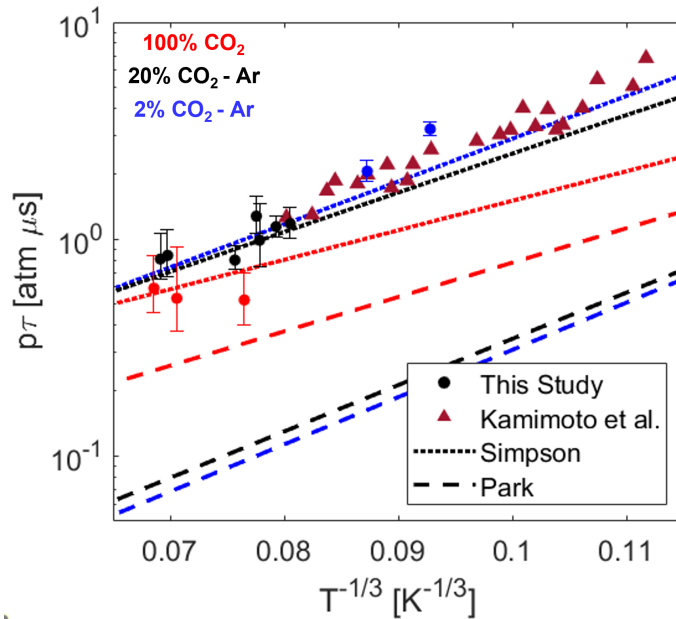 100% CO₂
20% CO₂ - Ar
2% CO₂ - Ar
10¹
10⁰
10⁻¹
pτ [atm μs]
This Study
Kamimoto et al.
Simpson
Park
0.07 0.08 0.09 0.1 0.11
T⁻¹/³ [K⁻¹/³]